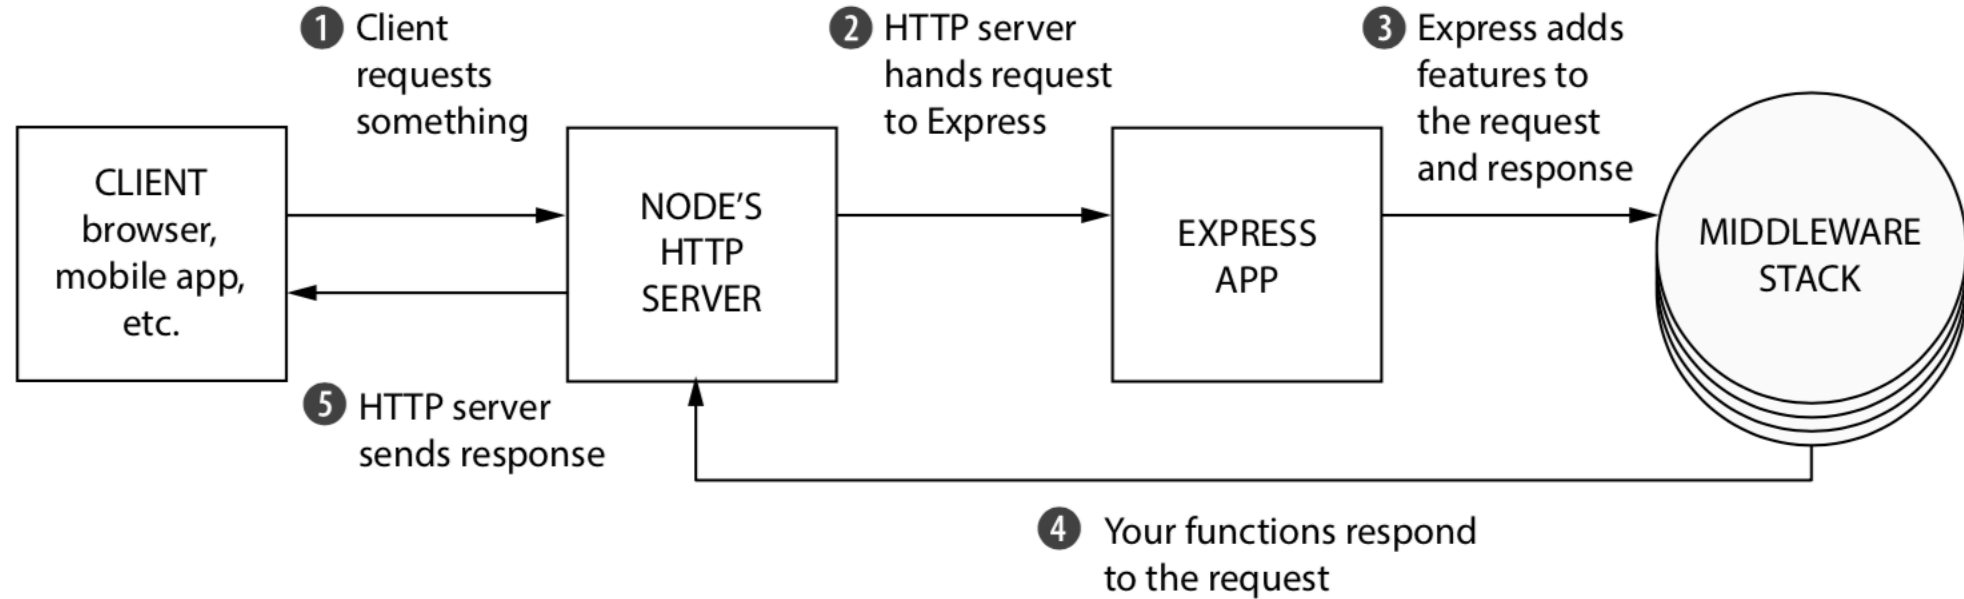 1 Client
requests
something
2 HTTP server
hands request
to Express
3 Express adds
features to
the request
and response
CLIENT
browser,
mobile app,
etc.
NODE’S
HTTP
SERVER
EXPRESS
APP
MIDDLEWARE
STACK
5 HTTP server
sends response
4 Your functions respond
to the request